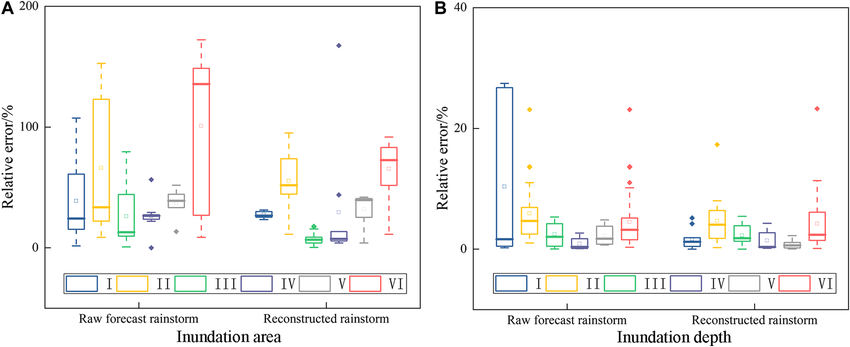 A
Relative error/%
200
100
0
I II III IV V VI
Raw forecast rainstorm Reconstructed rainstorm
Inundation area
B
Relative error/%
40
20
0
I II III IV V VI
Raw forecast rainstorm Reconstructed rainstorm
Inundation depth